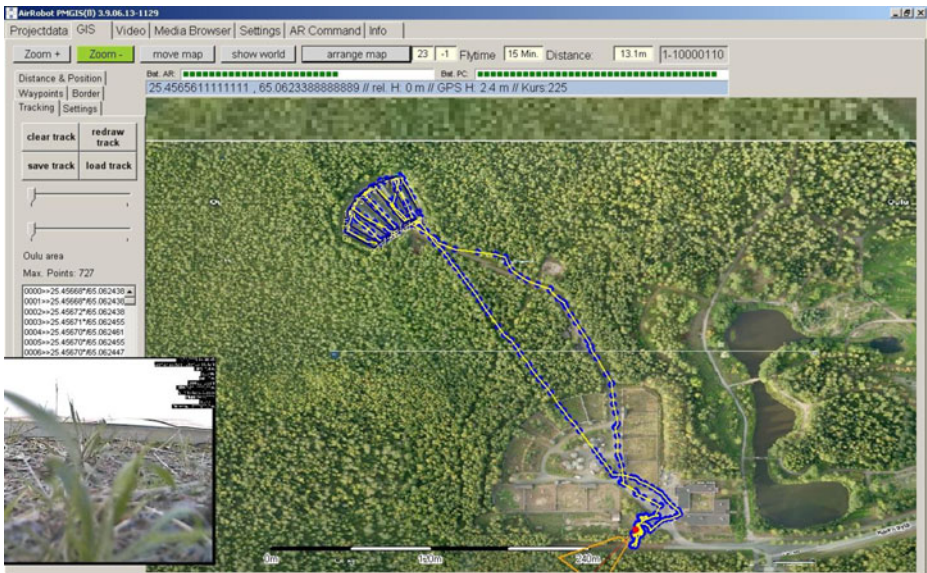 AirRobot PMGIS(fl) 3.9.06.13-1129
Projectdata GIS Video Media Browser Settings AR Command Info
Zoom + Zoom - move map show world arrange map 23 -1 Flytime 15 Min. Distance: 13.1m 1-10000110
Bat. AR: Bat. PC:
Distance & Position
25.4565611111111 , 65.0623388888889 // rel. H: 0 m // GPS H: 2.4 m // Kurs:225
Waypoints Border
Tracking Settings
clear track redraw track
save track load track
Oulu
Oulu area
Max. Points: 727
0000=>25.45668°/65.062438
0001=>25.45668°/65.062438
0002=>25.45672°/65.062438
0003=>25.45671°/65.062455
0004=>25.45670°/65.062461
0005=>25.45670°/65.062455
0006=>25.45670°/65.062447
0m 120m 240m